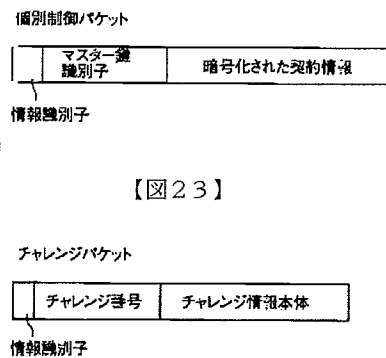 個別制御パケット
マスター鍵
識別子
暗号化された契約情報
情報識別子
【図23】
チャレンジパケット
チャレンジ番号
チャレンジ情報本体
情報識別子